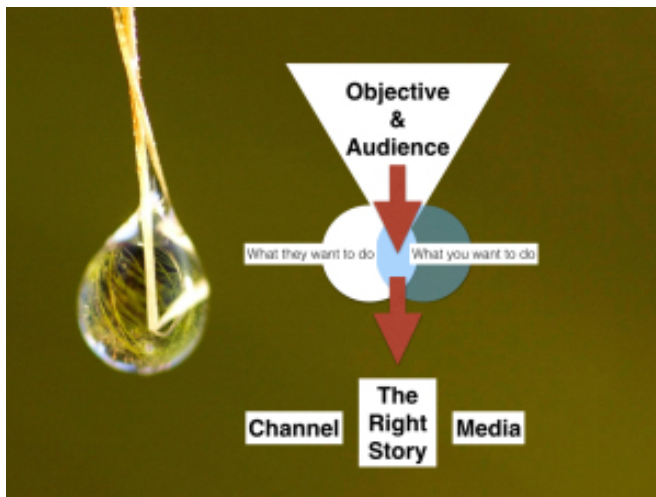 Objective
&
Audience
What they want to do
What you want to do
The
Right
Story
Channel
Media